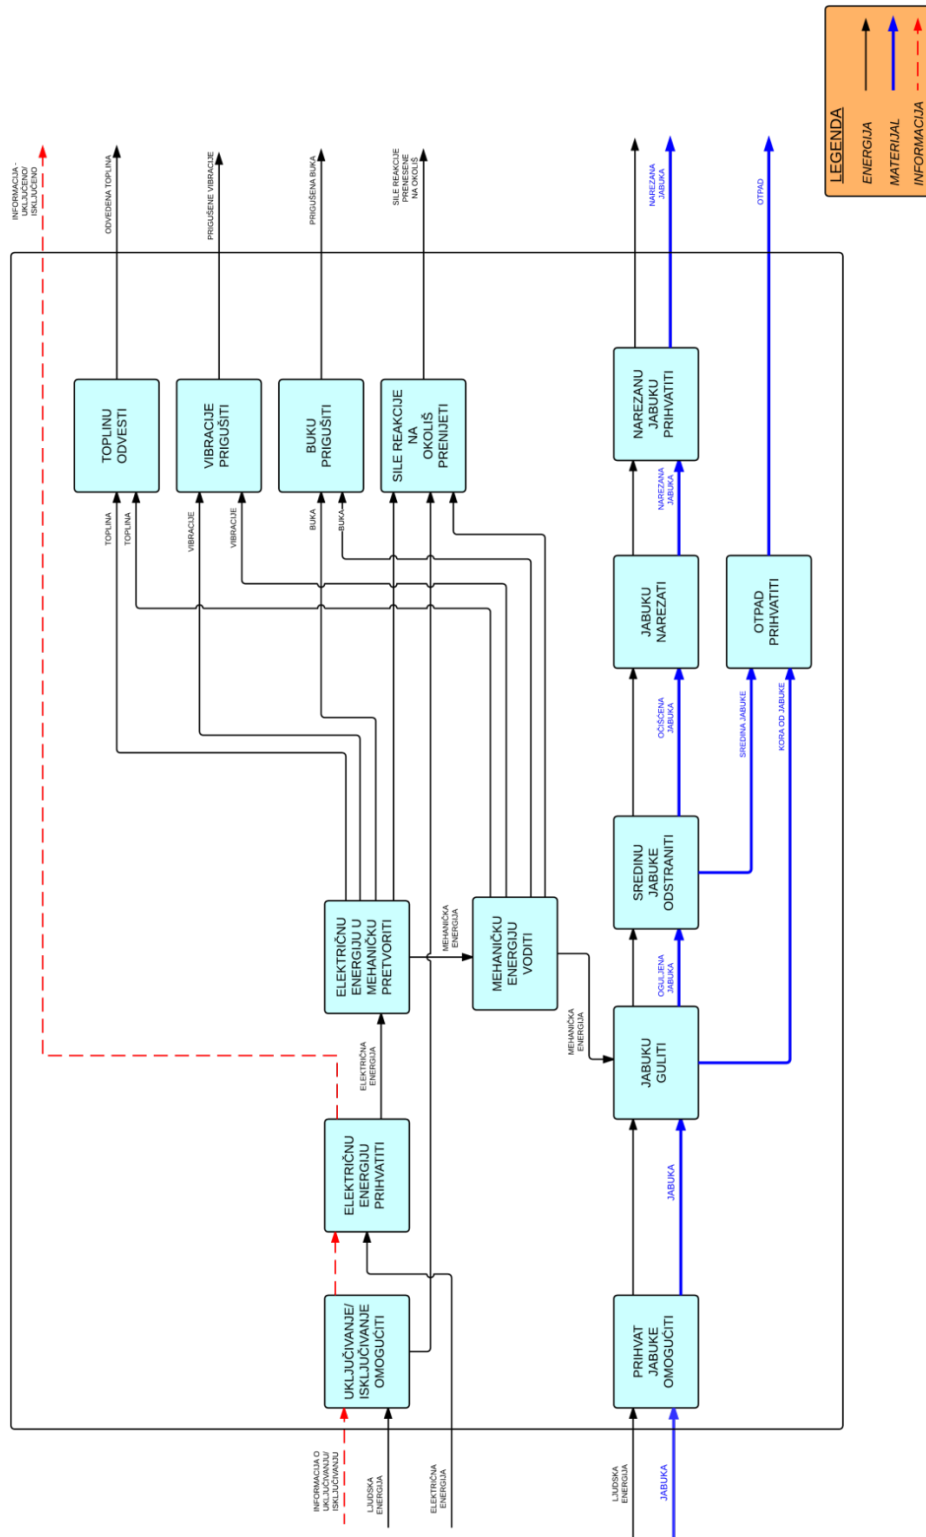 LEGENDA
ENERGIJA
MATERIJAL
INFORMACIJA
INFORMACIJA -
UKLJUČENO/
ISKLJUČENO
ODVEDENA TOPLINA
PRIGUŠENE VIBRACIJE
PRIGUŠENA BUKA
SILE REAKCIJE
PRENESENE
NA OKOLIŠ
NAREZANA
JABUKA
OTPAD
TOPLINU
ODVESTI
VIBRACIJE
PRIGUŠITI
BUKU
PRIGUŠITI
SILE REAKCIJE
NA
OKOLIŠ
PRENIJETI
NAREZANU
JABUKU
PRIHVATITI
TOPLINA
TOPLINA
VIBRACIJE
VIBRACIJE
BUKA
BUKA
NAREZANA
JABUKA
JABUKU
NAREZATI
OTPAD
PRIHVATITI
OČIŠĆENA
JABUKA
SREDINA JABUKE
KORA OD JABUKE
ELEKTRIČNU
ENERGIJU U
MEHANIČKU
PRETVORITI
MEHANIČKA
ENERGIJA
MEHANIČKU
ENERGIJU
VODITI
SREDINU
JABUKE
ODSTRANITI
OGULJENA
JABUKA
ELEKTRIČNA
ENERGIJA
MEHANIČKA
ENERGIJA
JABUKU
GULITI
ELEKTRIČNU
ENERGIJU
PRIHVATITI
JABUKA
UKLJUČIVANJE/
ISKLJUČIVANJE
OMOGUĆITI
PRIHVAT
JABUKE
OMOGUĆITI
INFORMACIJA O
UKLJUČIVANJU/
ISKLJUČIVANJU
LJUDSKA
ENERGIJA
ELEKTRIČNA
ENERGIJA
LJUDSKA
ENERGIJA
JABUKA